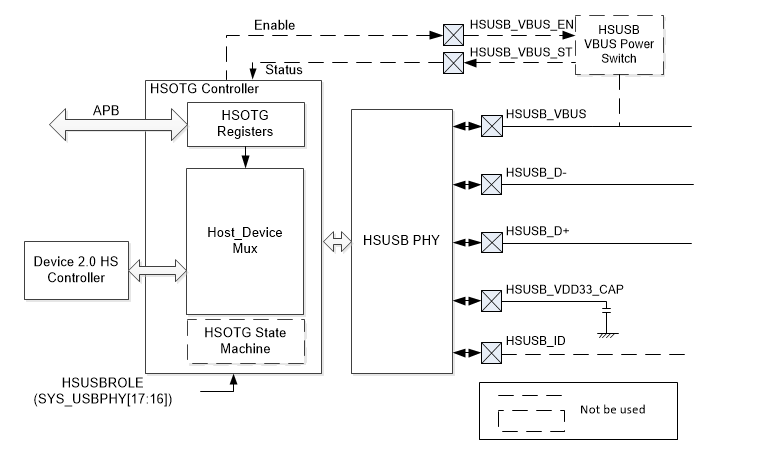 Enable
HSUSB_VBUS_EN
HSUSB
VBUS Power
Switch
HSUSB_VBUS_ST
Status
HSOTG Controller
APB
HSOTG
Registers
HSUSB_VBUS
HSUSB_D-
Host_Device
Mux
HSUSB PHY
HSUSB_D+
Device 2.0 HS
Controller
HSUSB_VDD33_CAP
HSOTG State
Machine
HSUSB_ID
HSUSBROLE
(SYS_USBPHY[17:16])
Not be used